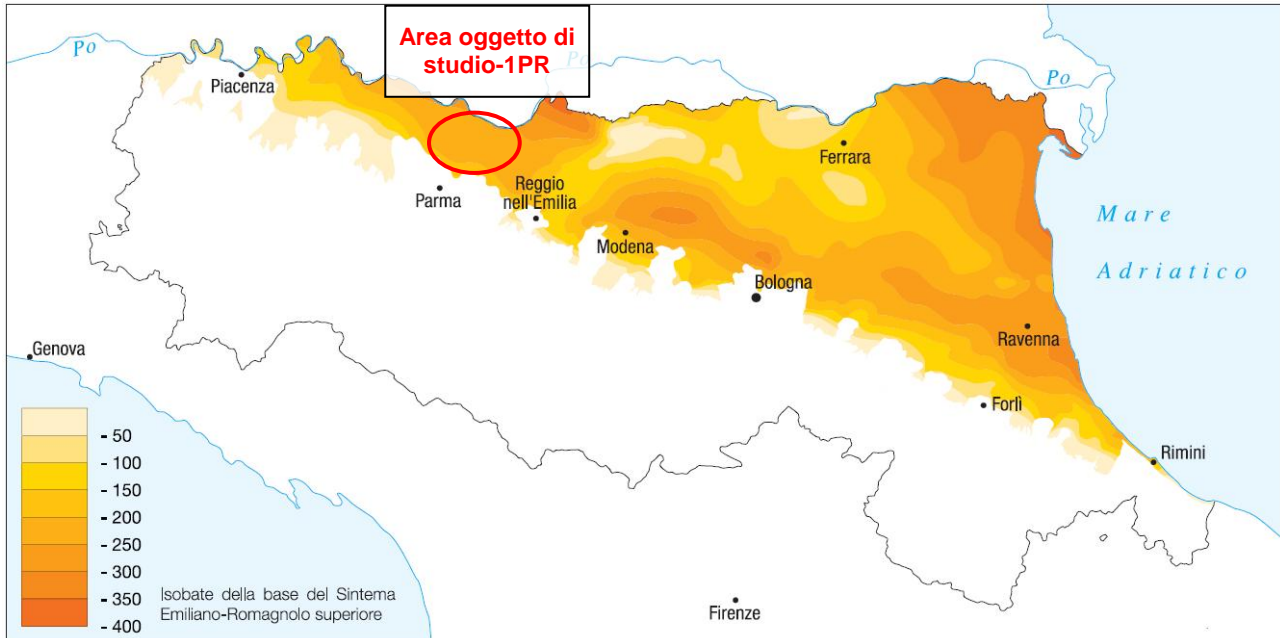 Area oggetto di
studio-1PR
Po
Po
Po
Piacenza
Ferrara
Parma
Reggio
nell'Emilia
Modena
Bologna
Mare
Adriatico
Ravenna
Genova
Forlì
Rimini
Firenze
- 50
- 100
- 150
- 200
- 250
- 300
- 350
- 400
Isobate della base del Sintema
Emiliano-Romagnolo superiore